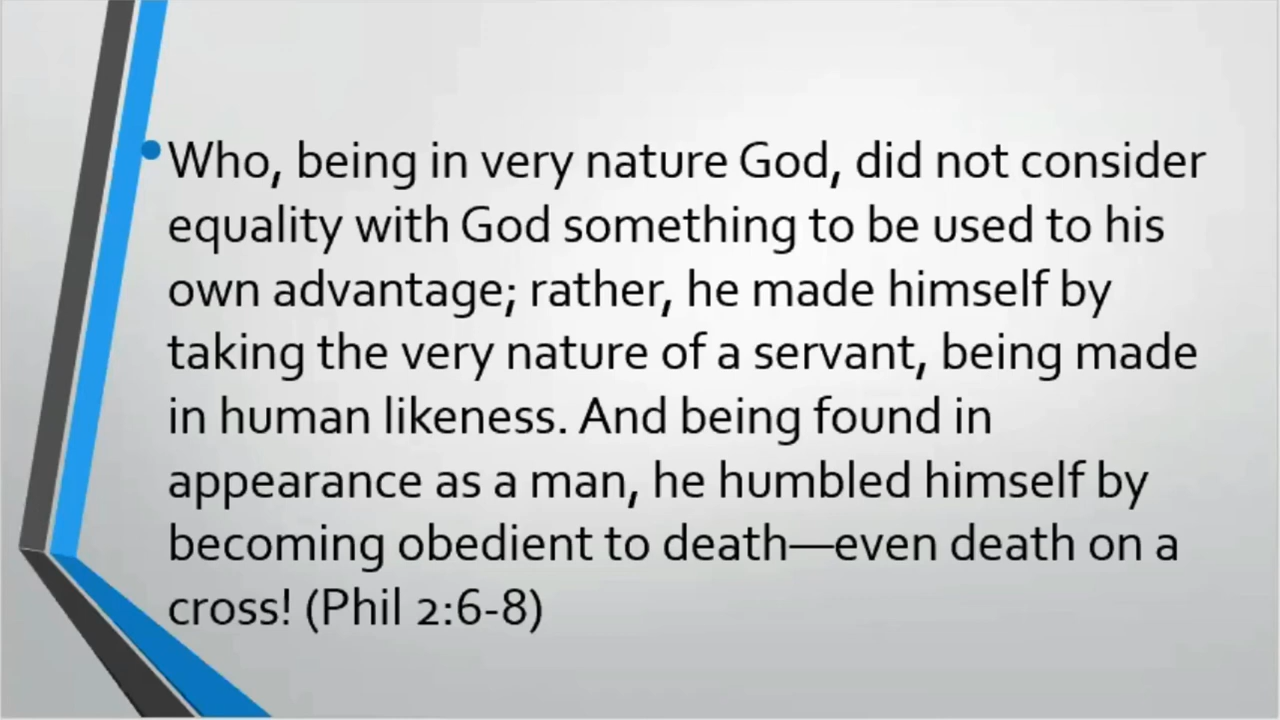 Who, being in very nature God, did not consider
equality with God something to be used to his
own advantage; rather, he made himself by
taking the very nature of a servant, being made
in human likeness. And being found in
appearance as a man, he humbled himself by
becoming obedient to death—even death on a
cross! (Phil 2:6-8)